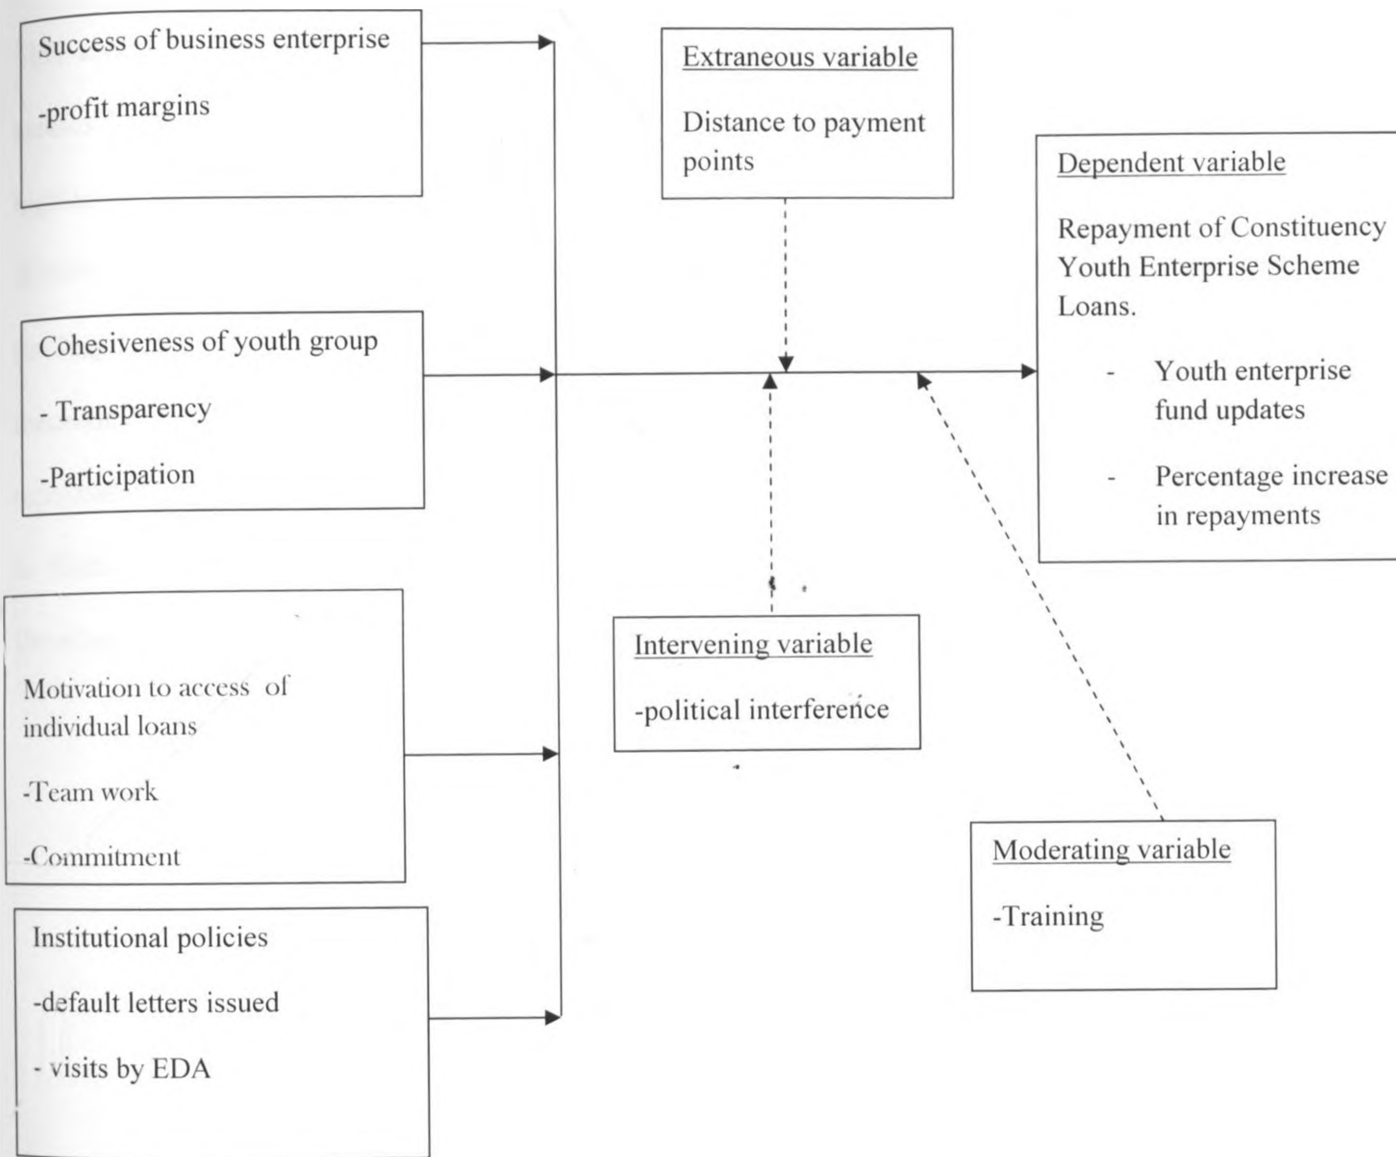 Success of business enterprise
-profit margins
Cohesiveness of youth group
- Transparency
-Participation
Motivation to access of
individual loans
-Team work
-Commitment
Institutional policies
-default letters issued
- visits by EDA
Extraneous variable
Distance to payment
points
Intervening variable
-political interference
Moderating variable
-Training
Dependent variable
Repayment of Constituency
Youth Enterprise Scheme
Loans.
- Youth enterprise
fund updates
- Percentage increase
in repayments